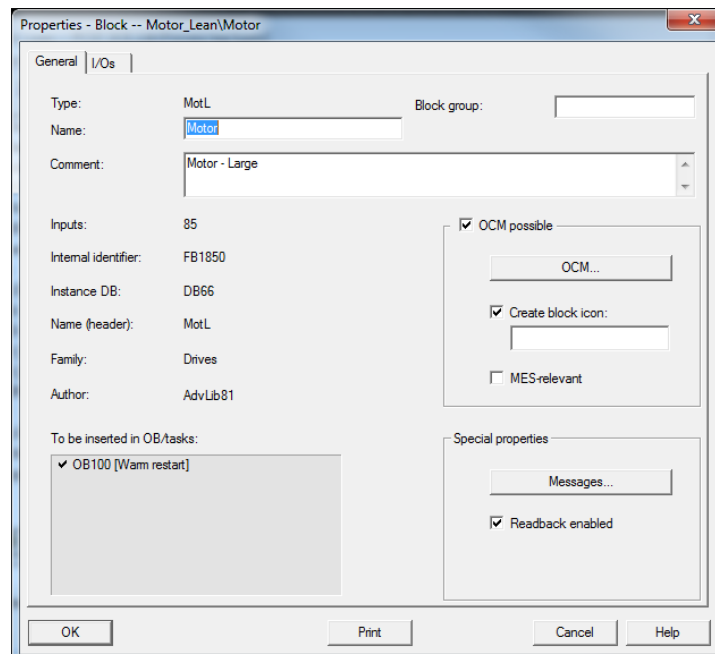 Properties - Block -- Motor_Lean\Motor
General I/Os
Type: MotL Block group:
Name: Motor
Comment: Motor - Large
Inputs: 85
OCM possible
Internal identifier: FB1850
OCM...
Instance DB: DB66
Create block icon:
Name (header): MotL
Family: Drives
MES-relevant
Author: AdvLib81
To be inserted in OB/tasks:
Special properties
OB100 [Warm restart]
Messages...
Readback enabled
OK Print Cancel Help